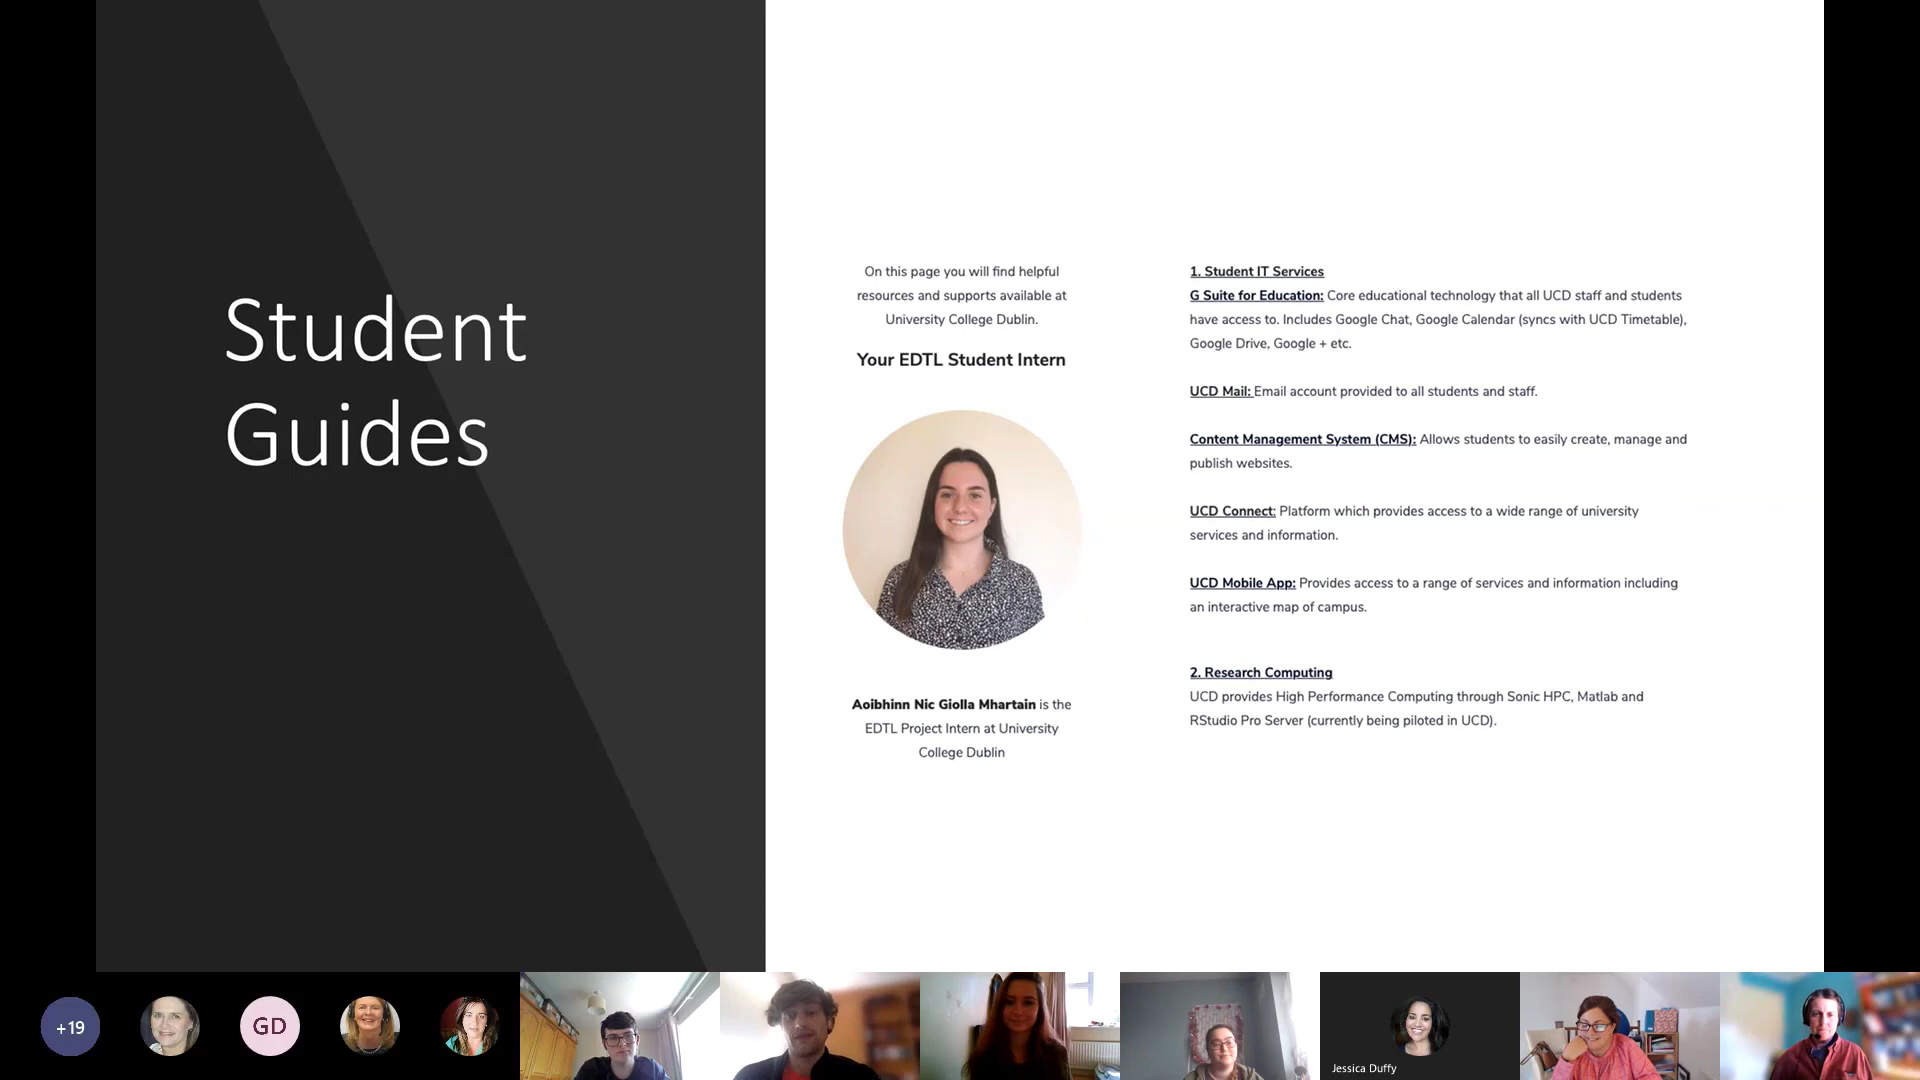 Student
Guides
On this page you will find helpful
resources and supports available at
University College Dublin.
Your EDTL Student Intern
Aoibhinn Nic Giolla Mhartain is the
EDTL Project Intern at University
College Dublin
1. Student IT Services
G Suite for Education: Core educational technology that all UCD staff and students
have access to. Includes Google Chat, Google Calendar (syncs with UCD Timetable),
Google Drive, Google + etc.
UCD Mail: Email account provided to all students and staff.
Content Management System (CMS): Allows students to easily create, manage and
publish websites.
UCD Connect: Platform which provides access to a wide range of university
services and information.
UCD Mobile App: Provides access to a range of services and information including
an interactive map of campus.
2. Research Computing
UCD provides High Performance Computing through Sonic HPC, Matlab and
RStudio Pro Server (currently being piloted in UCD).
+19
GD
Jessica Duffy